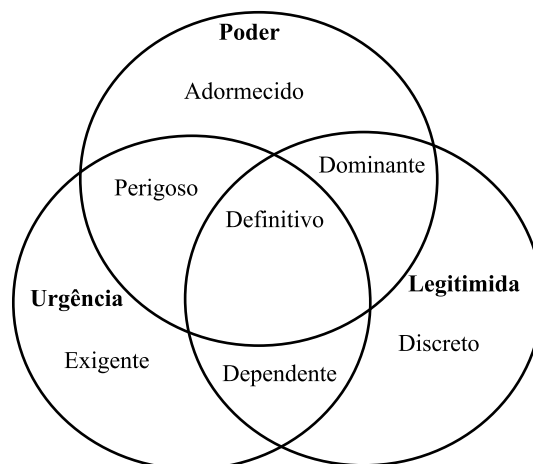 Poder
Adormecido
Dominante
Perigoso
Definitivo
Legitimida
Urgência
Discreto
Exigente
Dependente